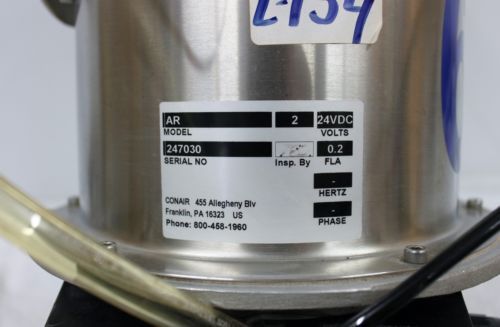 L-154
AR 2 24VDC
MODEL VOLTS
247030 0.2
SERIAL NO Insp. By FLA
-
HERTZ
CONAIR 455 Allegheny Blv
Franklin, PA 16323 US
-
Phone: 800-458-1960 PHASE